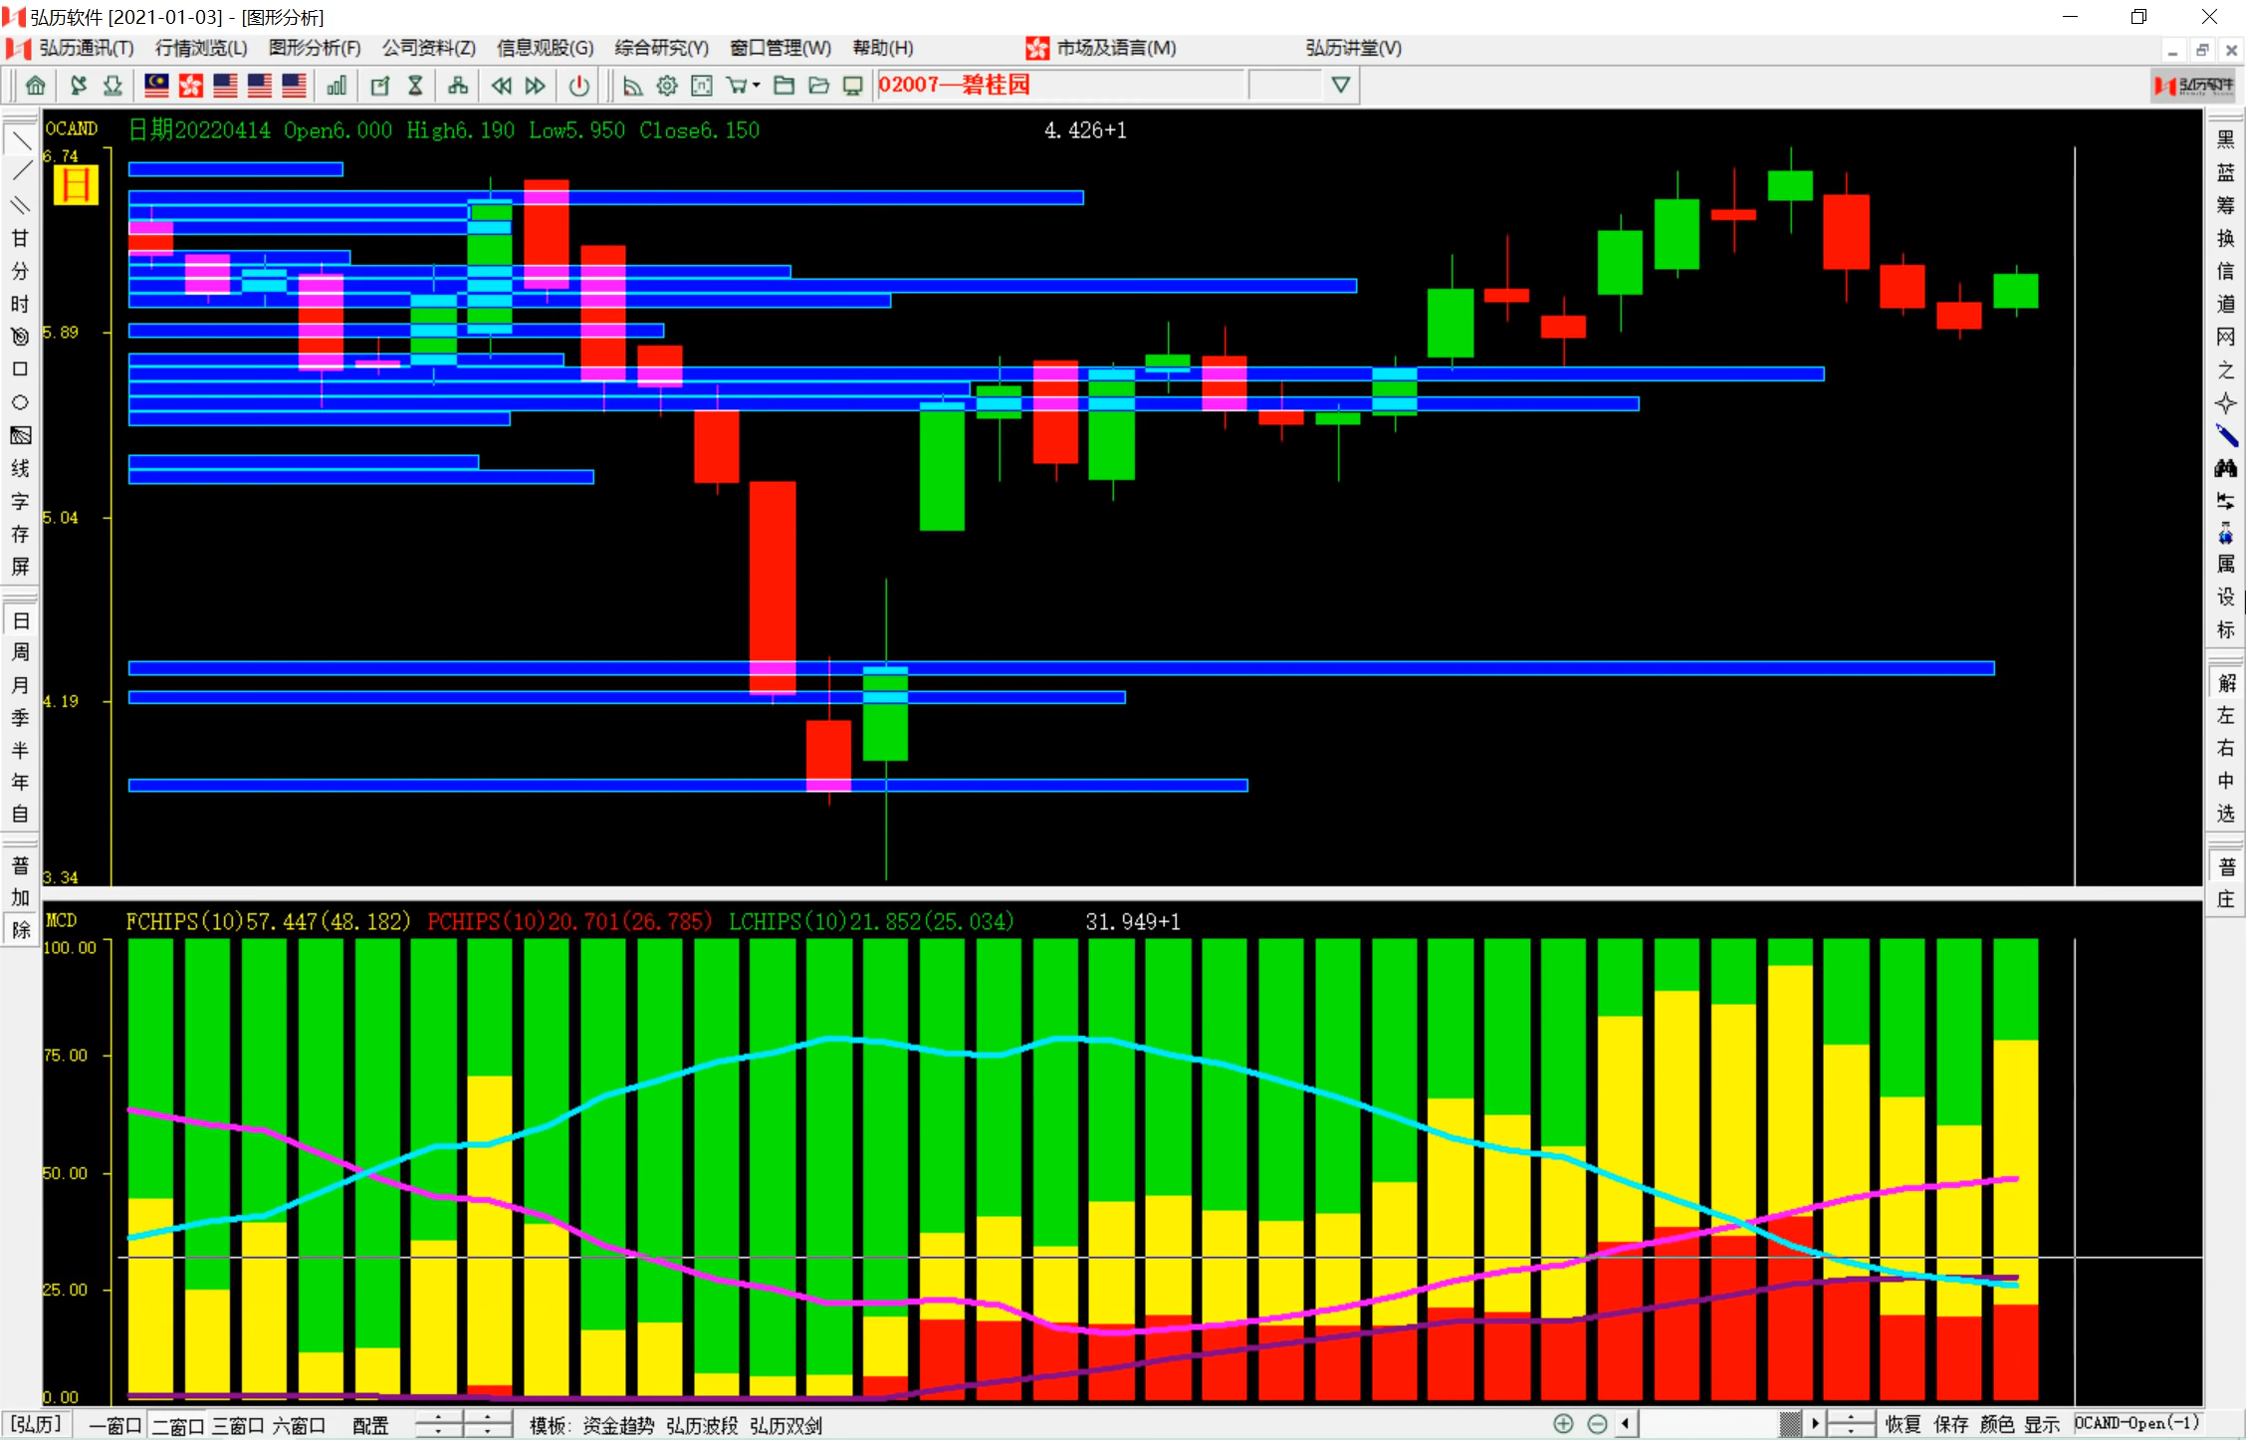 弘历软件 [2021-01-03] - [图形分析]
弘历通讯(T) 行情浏览(L) 图形分析(F) 公司资料(Z) 信息观股(G) 综合研究(Y) 窗口管理(W) 帮助(H) 市场及语言(M) 弘历讲堂(V)
02007—碧桂园
弘历软件
OCAND 日期20220414 Open6.000 High6.190 Low5.950 Close6.150 4.426+1
6.74
日
5.89
5.04
4.19
3.34
MCD FCHIPS(10)57.447(48.182) PCHIPS(10)20.701(26.785) LCHIPS(10)21.852(25.034) 31.949+1
100.00
75.00
50.00
25.00
0.00
甘
分
时
线
字
存
屏
日
周
月
季
半
年
自
普
加
除
黑
蓝
筹
换
信
道
网
之
属
设
标
解
左
右
中
选
普
庄
[弘历] 一窗口 二窗口 三窗口 六窗口 配置 模板: 资金趋势 弘历波段 弘历双剑 恢复 保存 颜色 显示 OCAND-Open(-1)